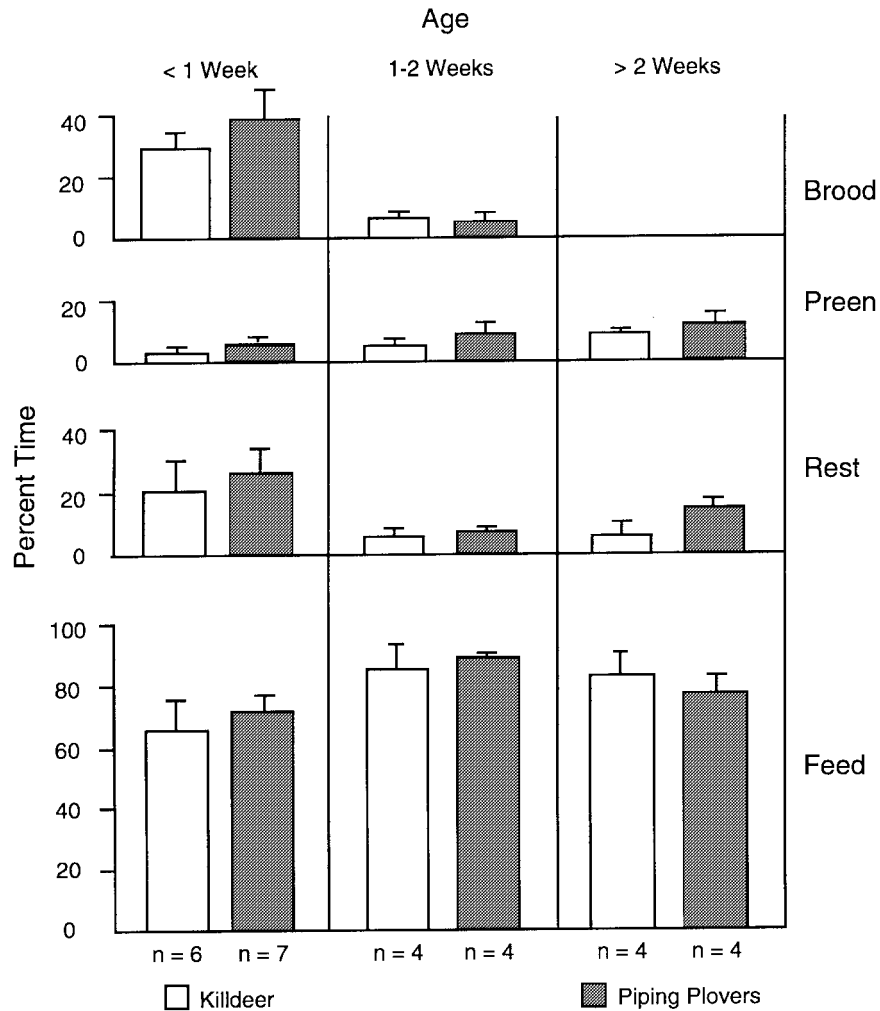 Age
< 1 Week 1-2 Weeks > 2 Weeks
40
20
0
Brood
20
0
Preen
40
20
0
Rest
100
80
60
40
20
0
Feed
Percent Time
n = 6 n = 7 n = 4 n = 4 n = 4 n = 4
Killdeer Piping Plovers